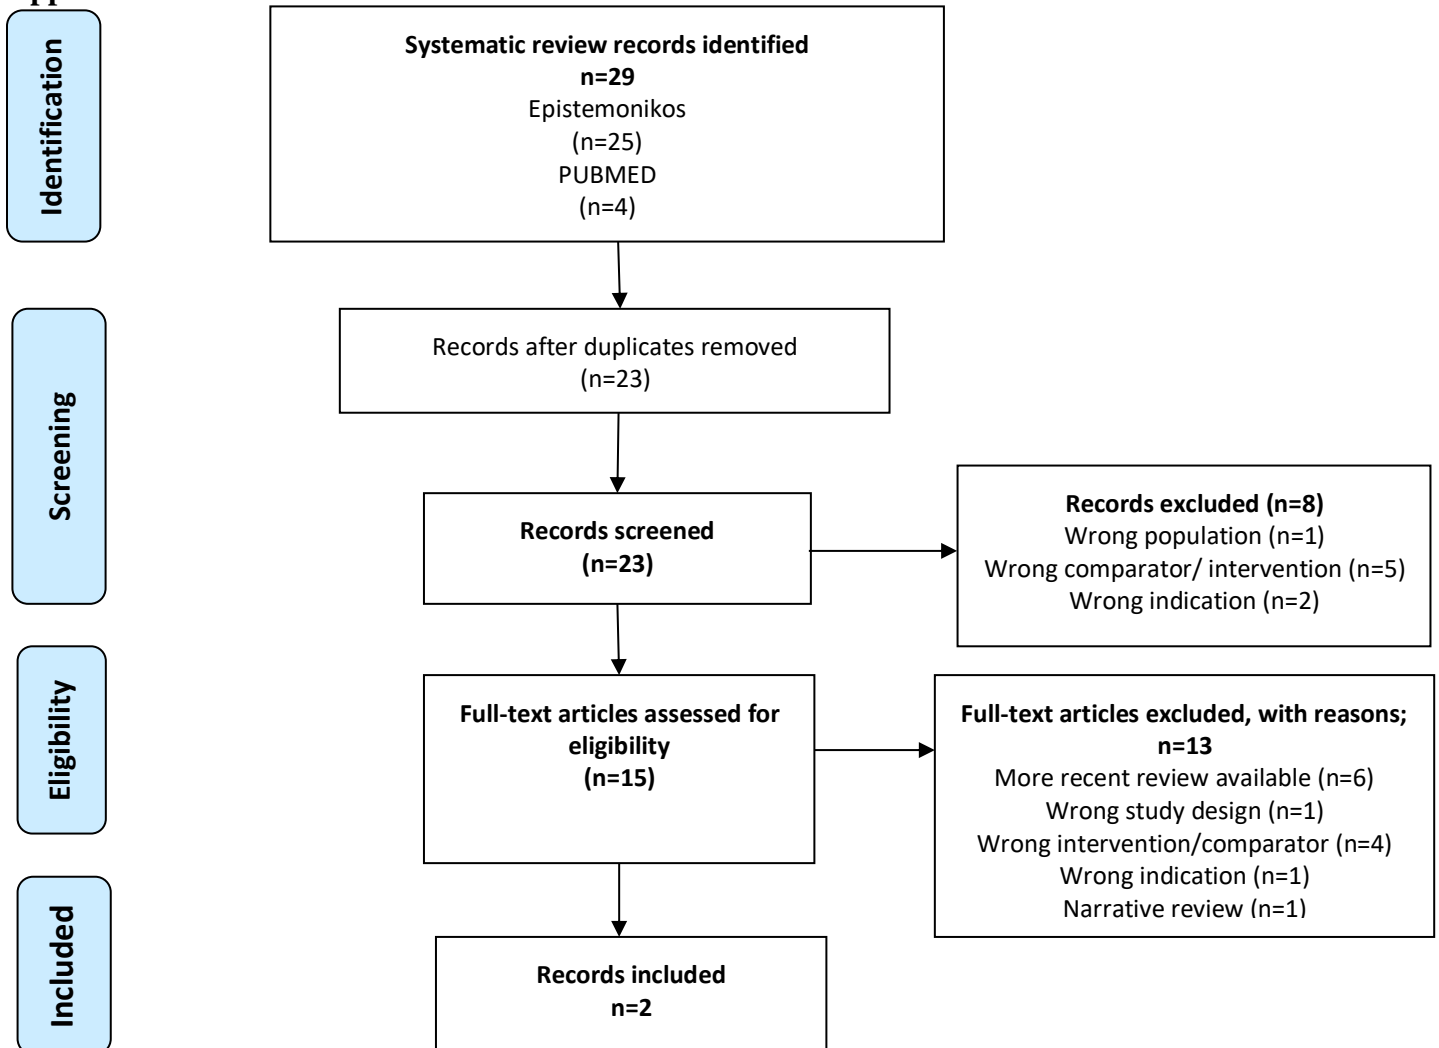 Identification
Systematic review records identified
n=29
Epistemonikos
(n=25)
PUBMED
(n=4)
Screening
Records after duplicates removed
(n=23)
Records screened
(n=23)
Records excluded (n=8)
Wrong population (n=1)
Wrong comparator/ intervention (n=5)
Wrong indication (n=2)
Eligibility
Full-text articles assessed for
eligibility
(n=15)
Full-text articles excluded, with reasons;
n=13
More recent review available (n=6)
Wrong study design (n=1)
Wrong intervention/comparator (n=4)
Wrong indication (n=1)
Narrative review (n=1)
Included
Records included
n=2